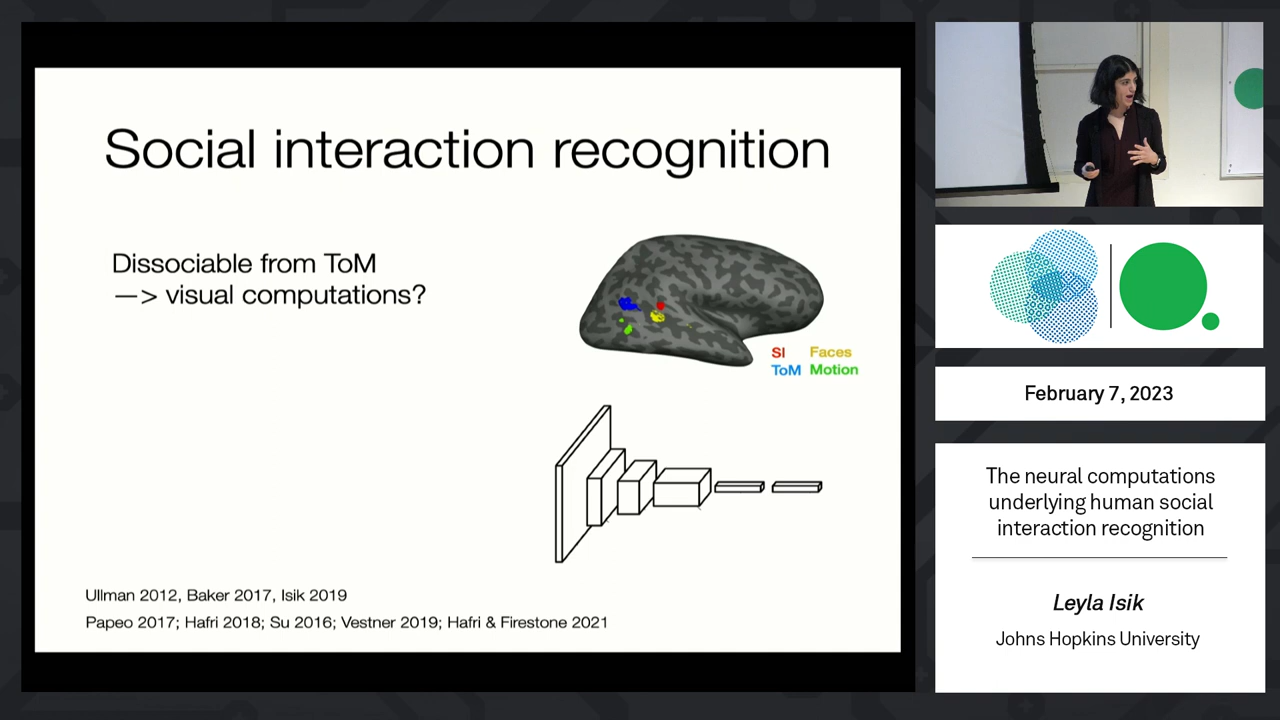 Social interaction recognition
Dissociable from ToM
—> visual computations?
SI Faces
ToM Motion
Ullman 2012, Baker 2017, Isik 2019
Papeo 2017; Hafri 2018; Su 2016; Vestner 2019; Hafri & Firestone 2021
February 7, 2023
The neural computations
underlying human social
interaction recognition
Leyla Isik
Johns Hopkins University